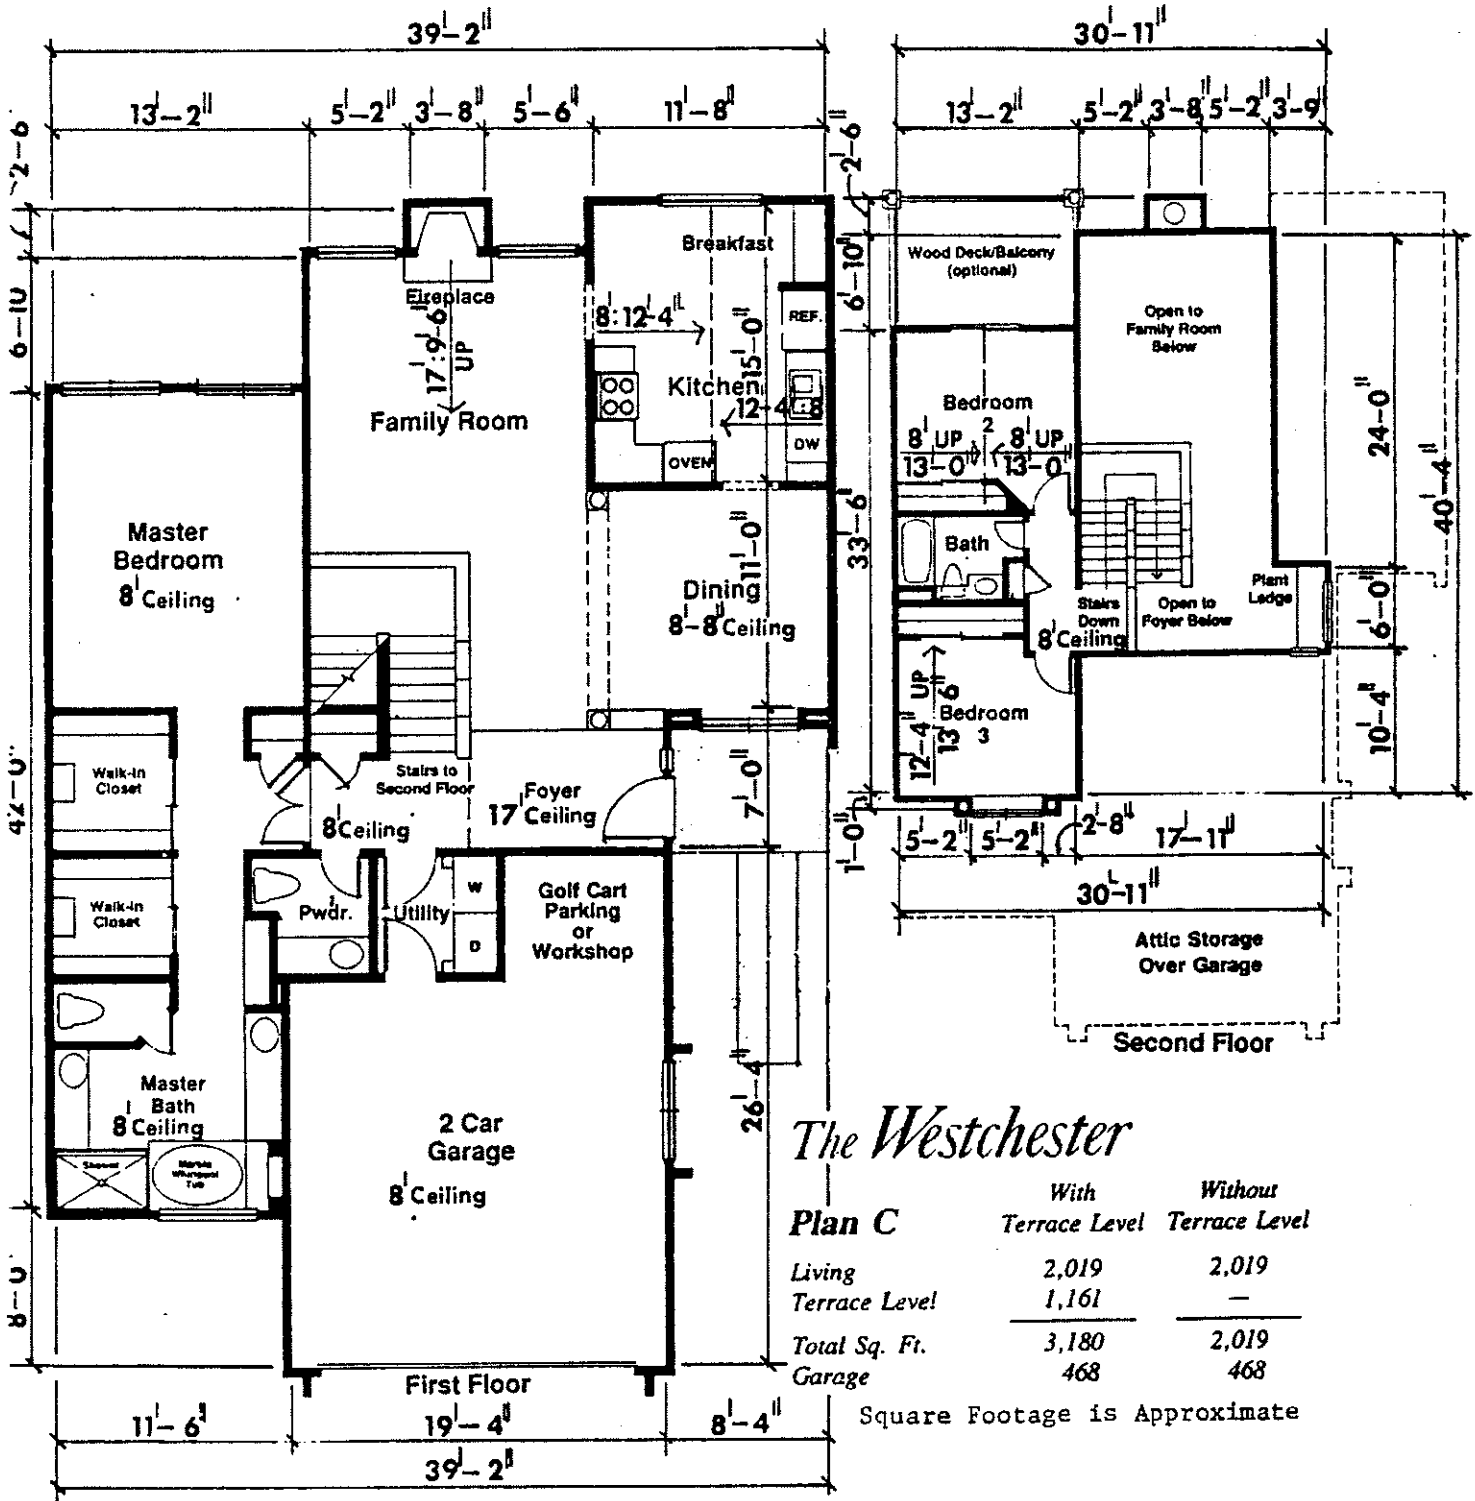 39'-2"
30'-11"
13'-2"
5'-2"
3'-8"
5'-6"
11'-8"
13'-2"
5'-2"
3'-8"
5'-2"
3'-9"
2-6
2'-6"
6-10
6'-10"
Breakfast
Wood Deck/Balcony
(optional)
Fireplace
17':9'-6"
UP
Family Room
REF.
15'-0"
Kitchen
OVEN
DW
Open to
Family Room
Below
Bedroom
2
8' UP
13'-0"
8' UP
13'-0"
24'-0"
40'-4"
33'-6"
Master
Bedroom
8' Ceiling
11'-0"
Dining
8'-8" Ceiling
Bath
Plant
Ledge
Stairs
Down
Open to
Foyer Below
8' Ceiling
6'-0"
10'-4"
UP
Bedroom
3
42-0"
Walk-In
Closet
Stairs to
Second Floor
Foyer
17' Ceiling
8' Ceiling
7'-0"
1'-0"
5'-2"
5'-2"
2'-8"
17'-11"
30'-11"
Walk-In
Closet
Pwdr.
Utility
W
D
Golf Cart
Parking
or
Workshop
Attic Storage
Over Garage
Second Floor
Master
Bath
8' Ceiling
Shower
Marble
Whirlpool
Tub
2 Car
Garage
8' Ceiling
26'-4"
8-0
First Floor
11'-6"
19'-4"
8'-4"
39'-2"
The Westchester
With Without
Plan C Terrace Level Terrace Level
Living 2,019 2,019
Terrace Level 1,161 —
Total Sq. Ft. 3,180 2,019
Garage 468 468
Square Footage is Approximate